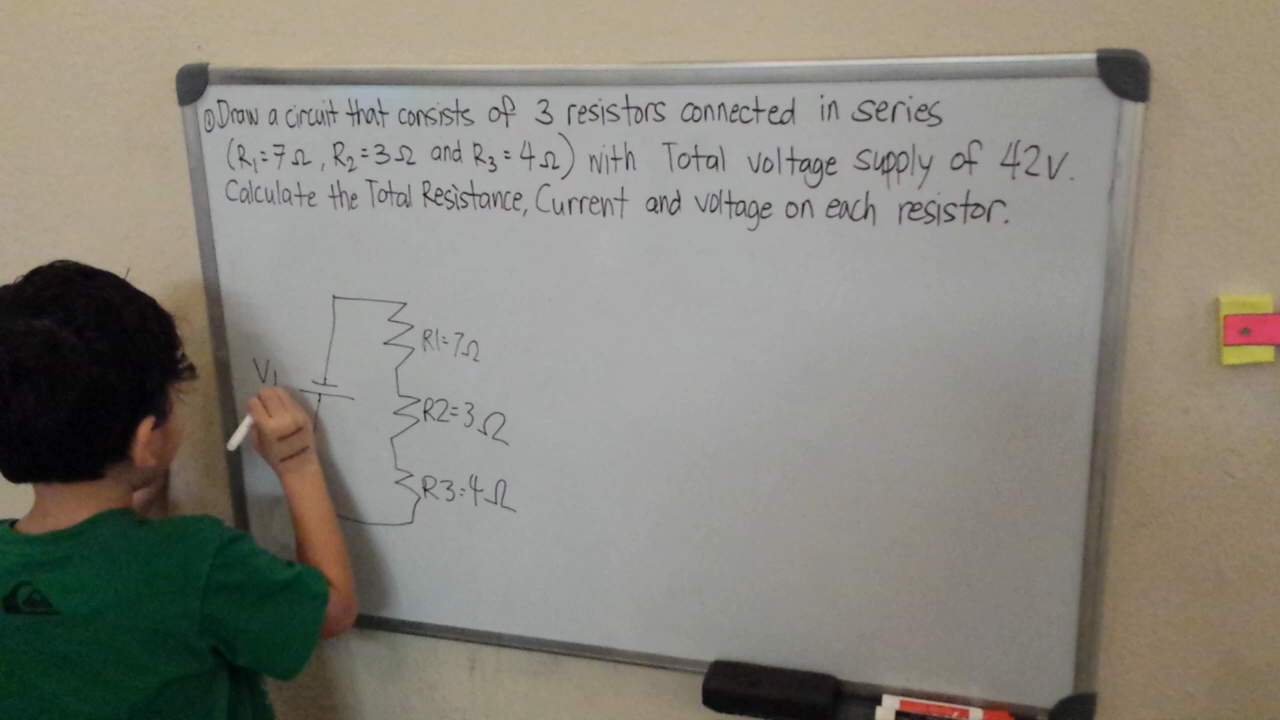 ① Draw a circuit that consists of 3 resistors connected in series
(R₁=7Ω, R₂=3Ω and R₃=4Ω) with Total voltage supply of 42V.
Calculate the Total Resistance, Current and voltage on each resistor.
R1=7Ω
V
R2=3Ω
R3=4Ω